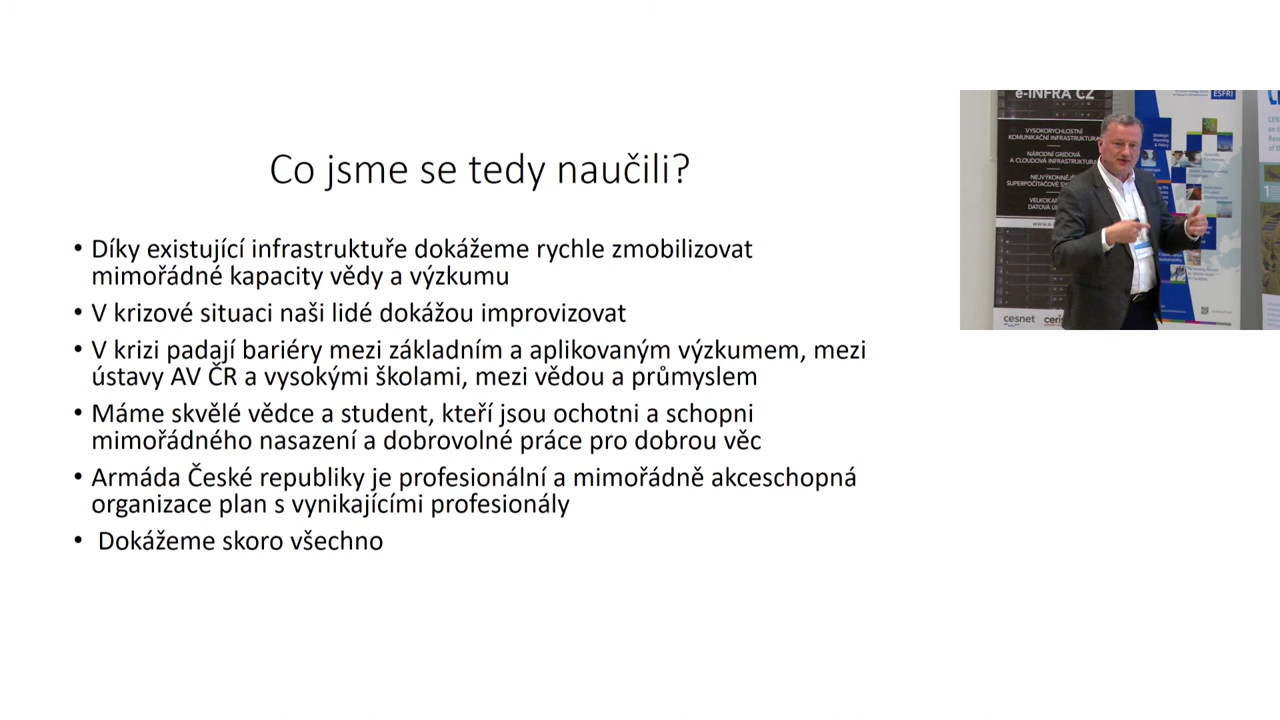 Co jsme se tedy naučili?
• Díky existující infrastruktuře dokážeme rychle zmobilizovat
mimořádné kapacity vědy a výzkumu
• V krizové situaci naši lidé dokážou improvizovat
• V krizi padají bariéry mezi základním a aplikovaným výzkumem, mezi
ústavy AV ČR a vysokými školami, mezi vědou a průmyslem
• Máme skvělé vědce a student, kteří jsou ochotni a schopni
mimořádného nasazení a dobrovolné práce pro dobrou věc
• Armáda České republiky je profesionální a mimořádně akceschopná
organizace plan s vynikajícími profesionály
• Dokážeme skoro všechno
e-INFRA CZ
VYSOKORYCHLOSTNÍ
KOMUNIKAČNÍ INFRASTRUKTURA
NÁRODNÍ GRIDOVÁ
A CLOUDOVÁ INFRASTRUKTURA
SUPERPOČÍTAČOVÉ
DATOVÁ
cesnet
ESFRI